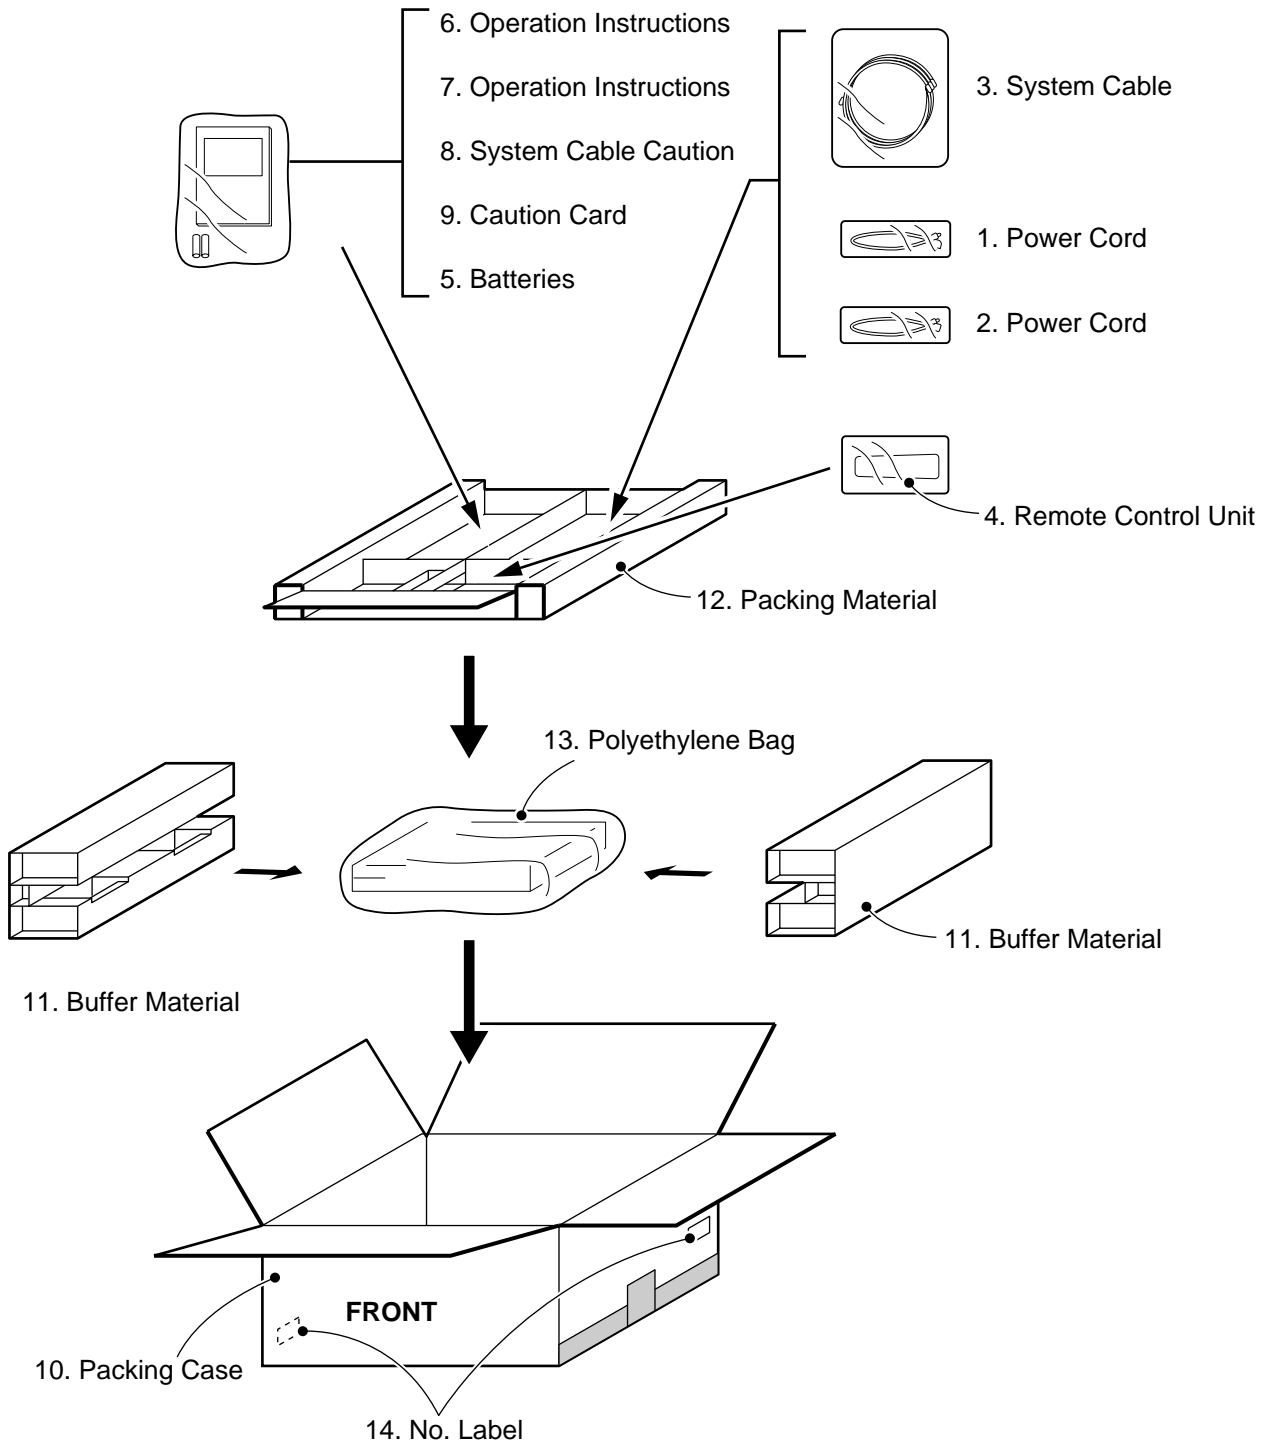 6. Operation Instructions
7. Operation Instructions
8. System Cable Caution
9. Caution Card
5. Batteries
3. System Cable
1. Power Cord
2. Power Cord
4. Remote Control Unit
12. Packing Material
13. Polyethylene Bag
11. Buffer Material
11. Buffer Material
FRONT
10. Packing Case
14. No. Label